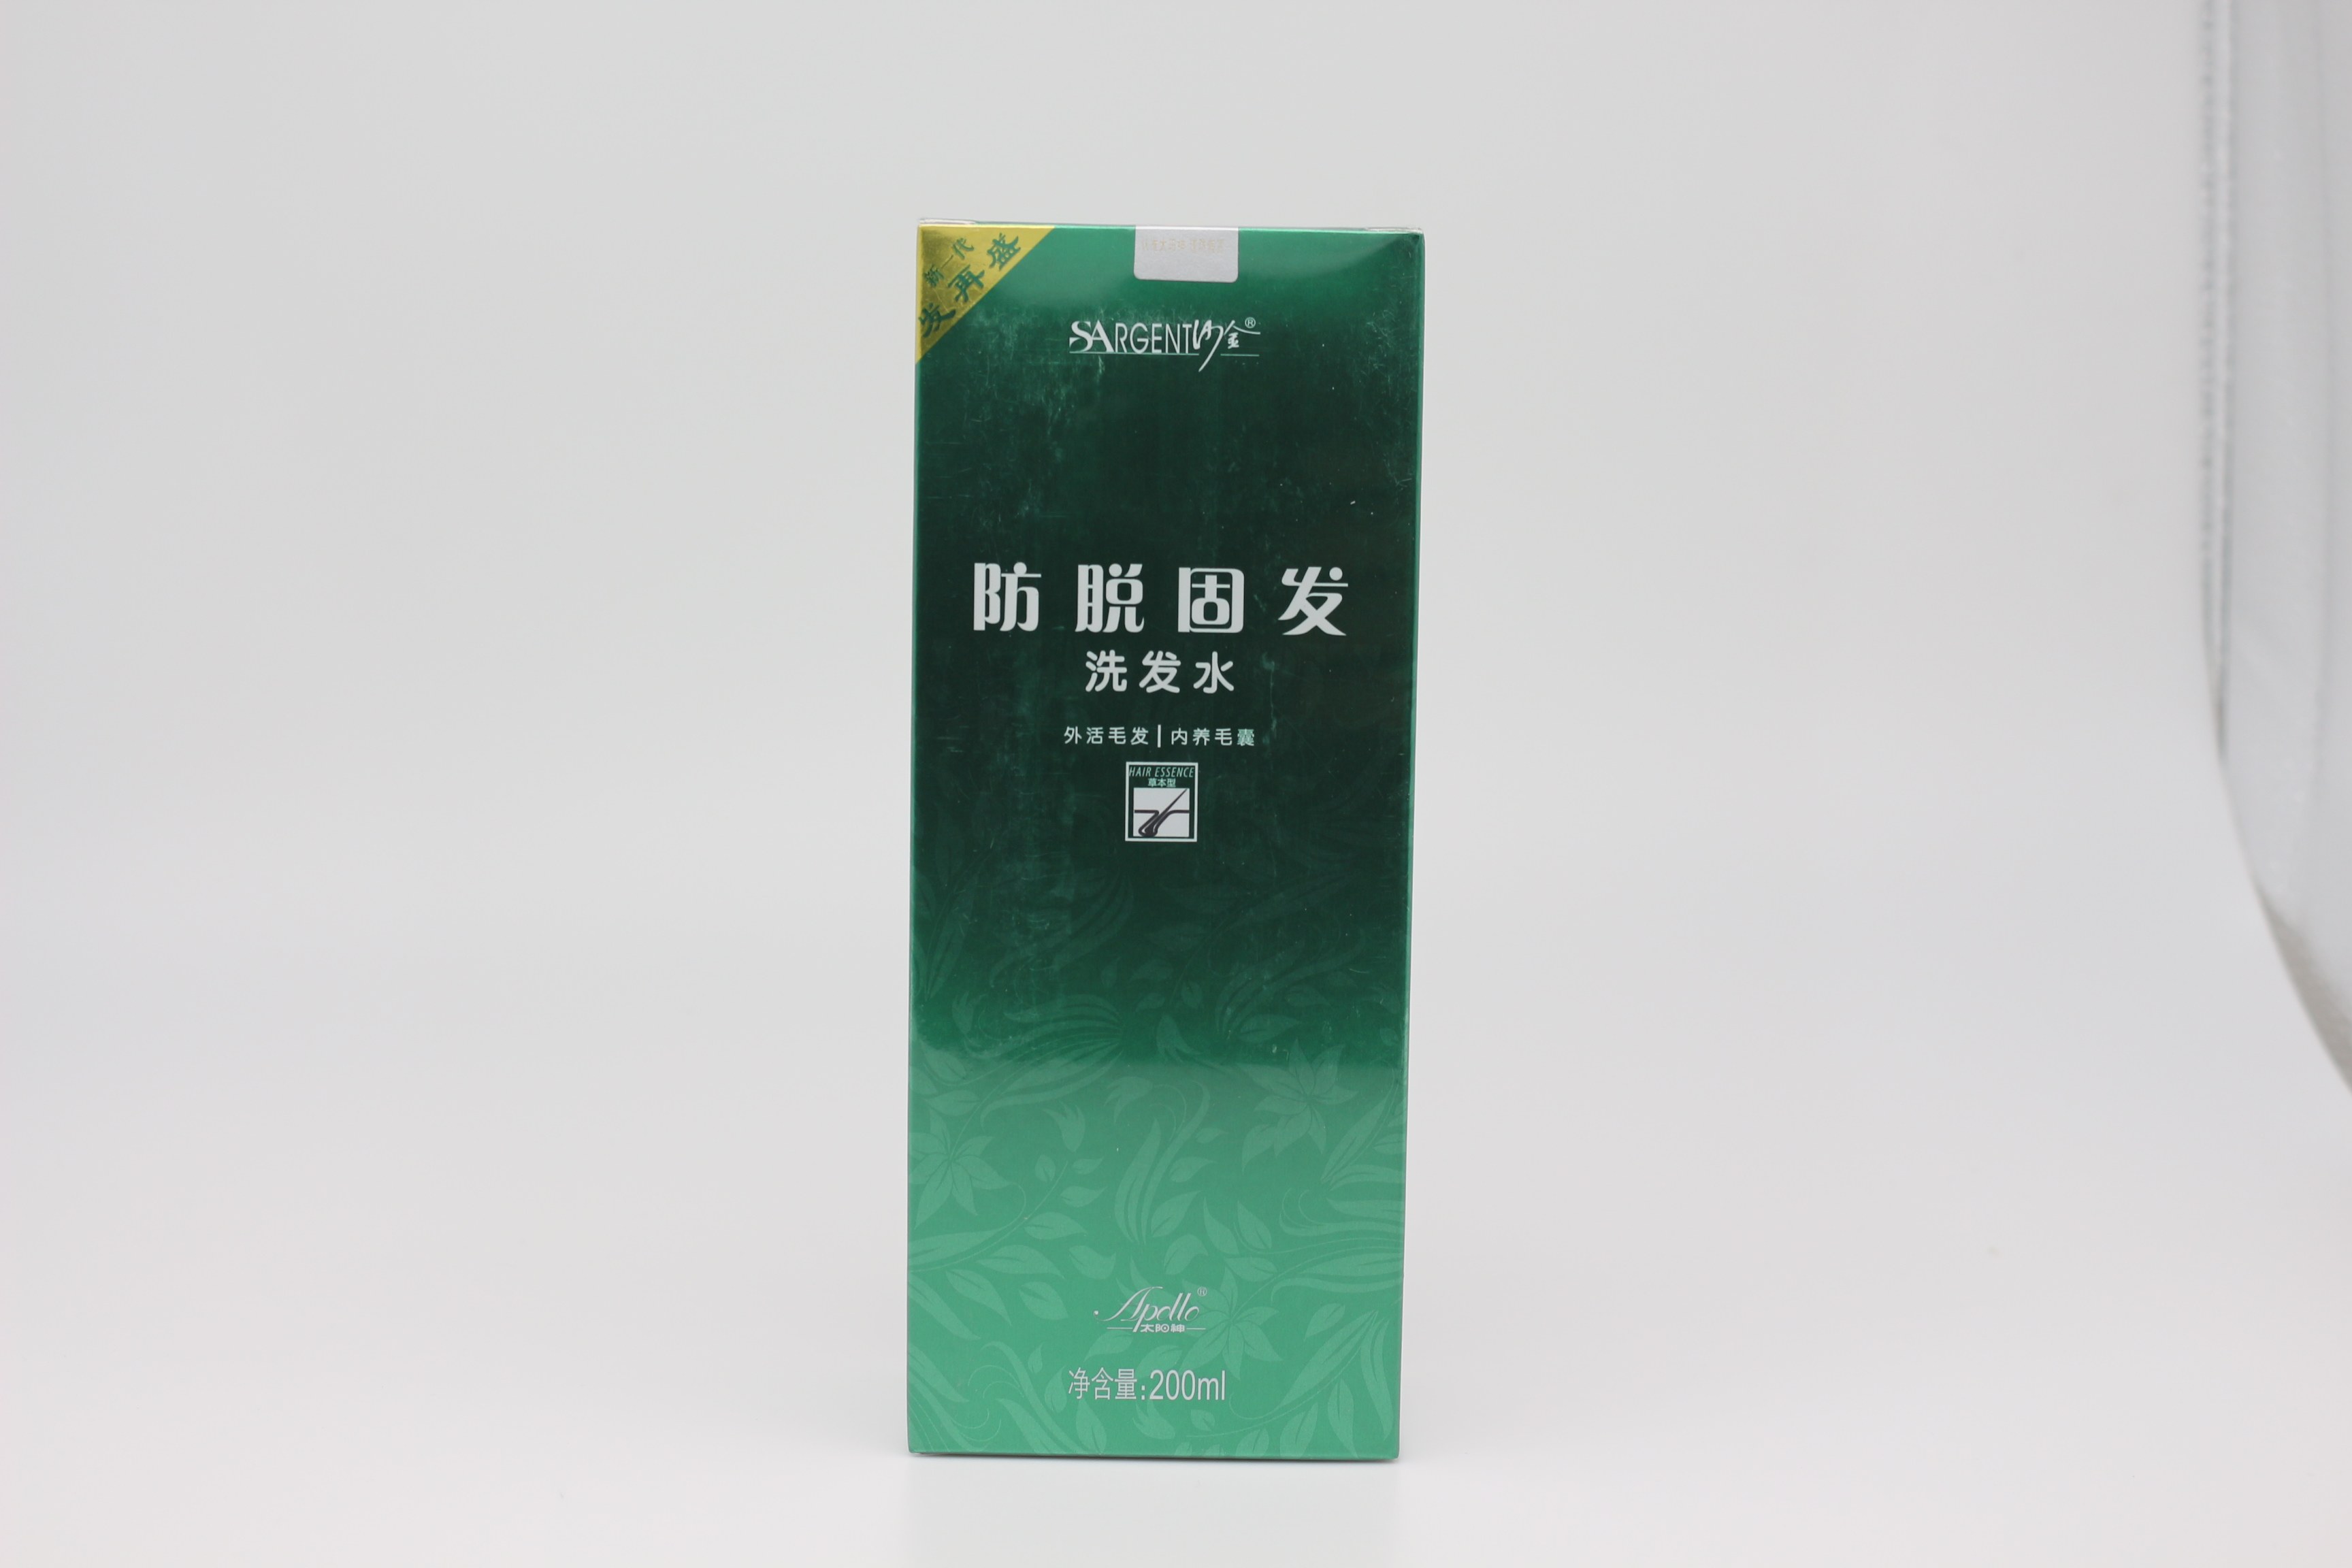 新一代
发再盛
SARGENT沙金®
防脱固发
洗发水
外活毛发|内养毛囊
HAIR ESSENCE
草本型
Apollo®
太阳神
净含量:200ml